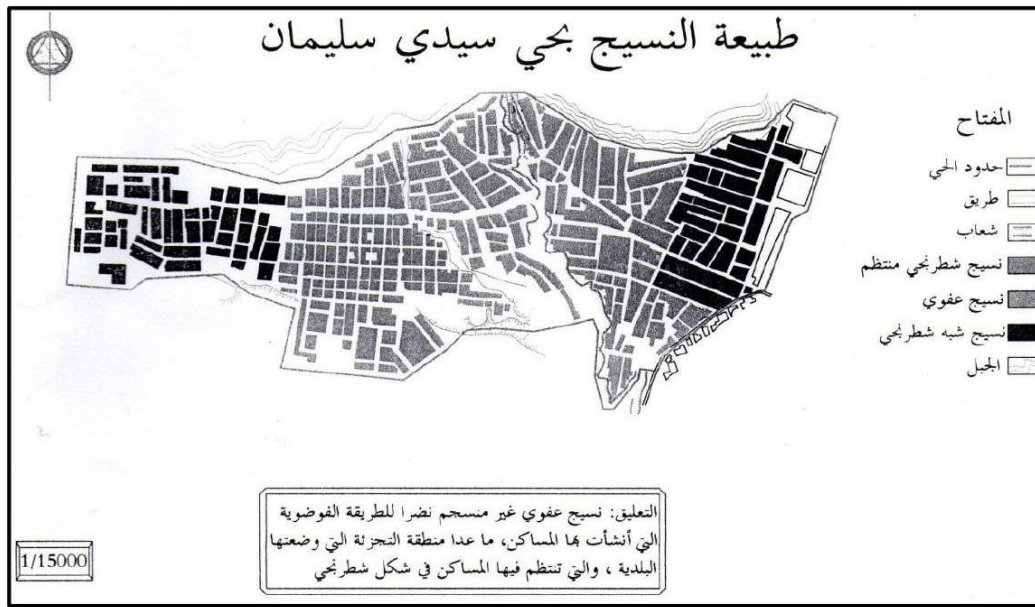 طبيعة النسيج بحي سيدي سليمان
المفتاح
حدود الحي
طريق
شعاب
نسيج شطرنجي منتظم
نسيج عفوي
نسيج شبه شطرنجي
الجبل
التعليق: نسيج عفوي غير منسجم نضرا للطريقة الفوضوية
التي أنشأت بها المساكن، ما عدا منطقة التجزئة التي وضعتها
البلدية ، والتي تنتظم فيها المساكن في شكل شطرنجي
1/15000